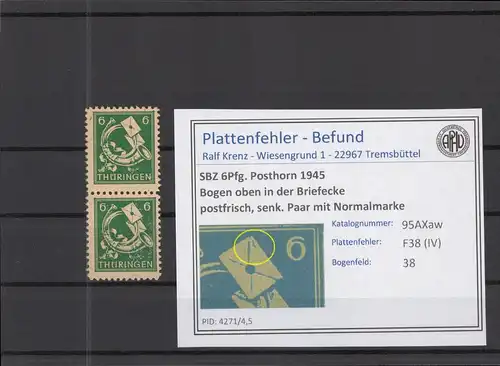 6 6
THÜRINGEN
6 6
THÜRINGEN
Plattenfehler - Befund
Ralf Krenz - Wiesengrund 1 - 22967 Tremsbüttel
SBZ 6Pfg. Posthorn 1945
Bogen oben in der Briefecke
postfrisch, senk. Paar mit Normalmarke
Katalognummer: 95AXaw
Plattenfehler: F38 (IV)
Bogenfeld: 38
6
PID: 4271/4,5